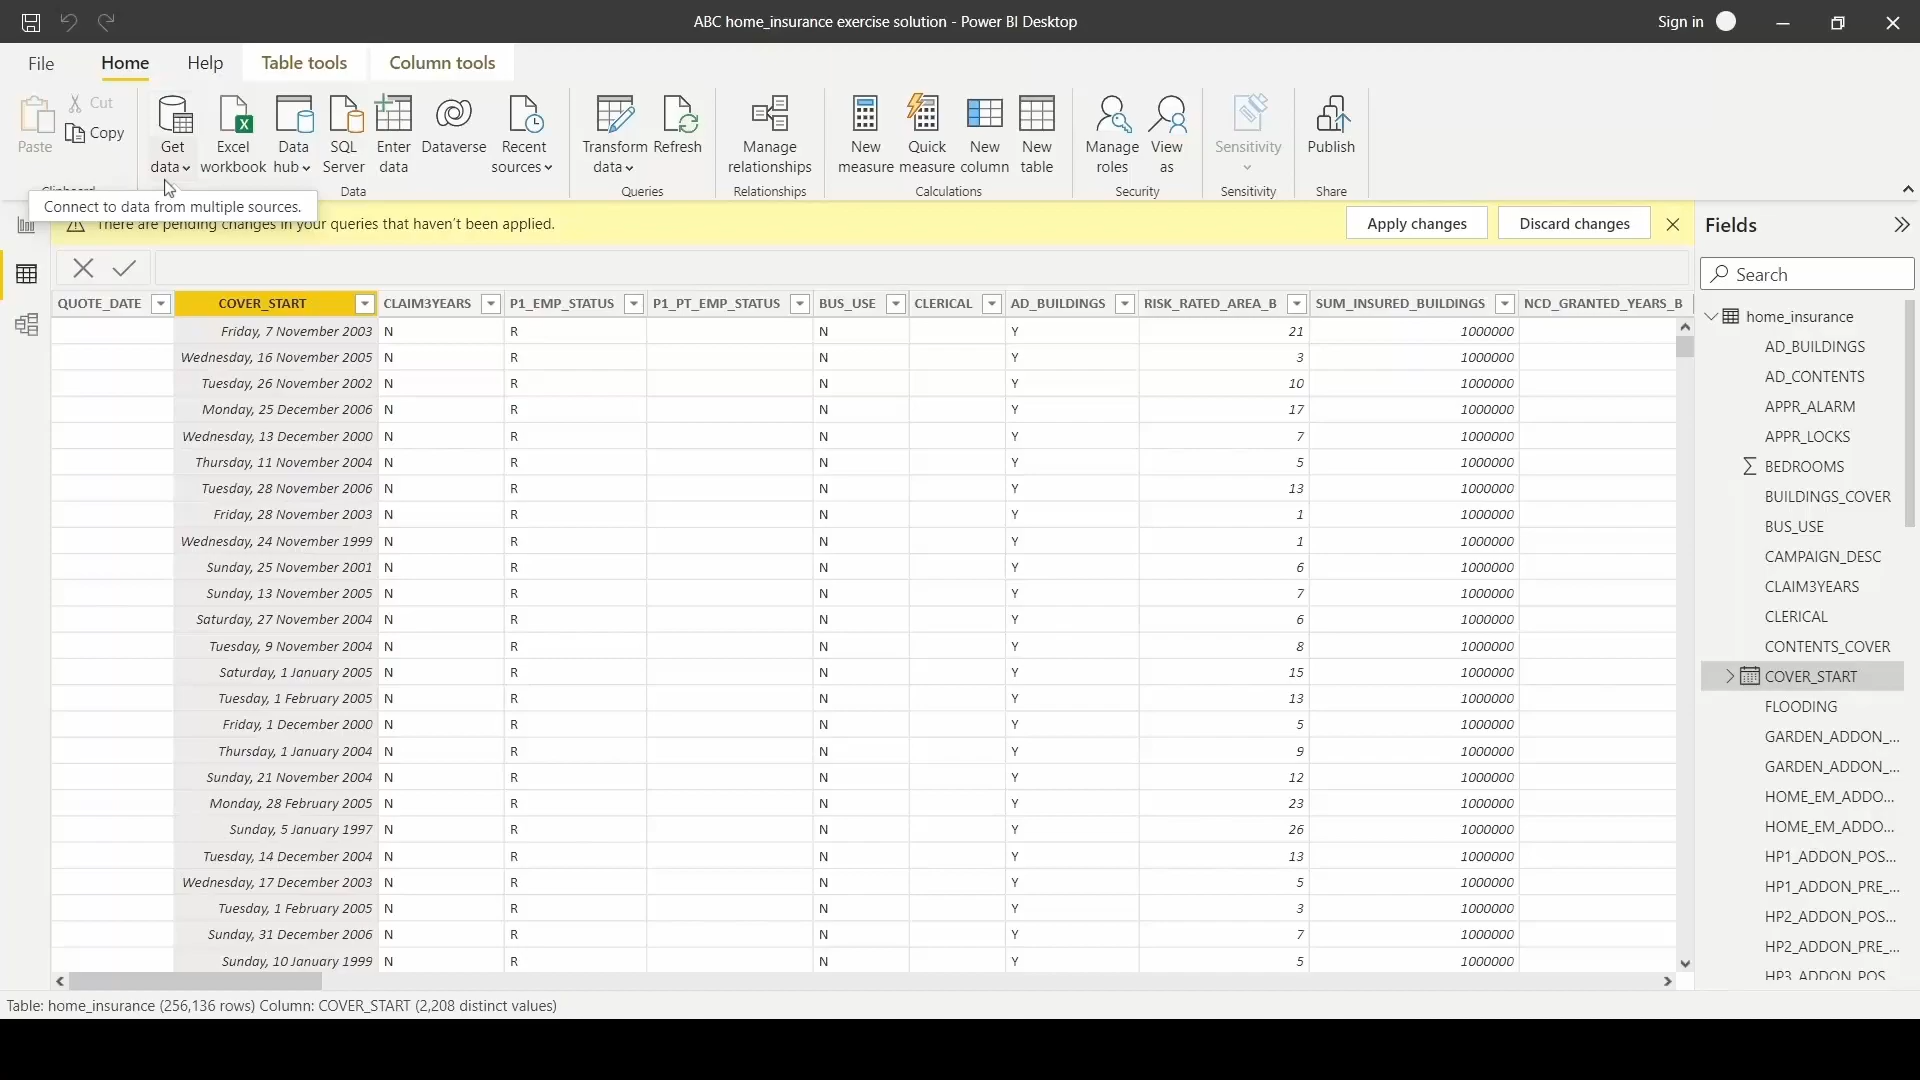 ABC home_insurance exercise solution - Power BI Desktop
Sign in
File Home Help Table tools Column tools
Paste
Cut
Copy
Get data
Excel workbook
Data hub
SQL Server
Enter data
Dataverse
Recent sources
Transform data
Refresh
Manage relationships
New measure
Quick measure
New column
New table
Manage roles
View as
Sensitivity
Publish
Data Queries Relationships Calculations Security Sensitivity Share
Connect to data from multiple sources.
There are pending changes in your queries that haven't been applied.
Apply changes Discard changes
QUOTE_DATE COVER_START CLAIM3YEARS P1_EMP_STATUS P1_PT_EMP_STATUS BUS_USE CLERICAL AD_BUILDINGS RISK_RATED_AREA_B SUM_INSURED_BUILDINGS NCD_GRANTED_YEARS_B
Friday, 7 November 2003 N R N Y 21 1000000
Wednesday, 16 November 2005 N R N Y 3 1000000
Tuesday, 26 November 2002 N R N Y 10 1000000
Monday, 25 December 2006 N R N Y 17 1000000
Wednesday, 13 December 2000 N R N Y 7 1000000
Thursday, 11 November 2004 N R N Y 5 1000000
Tuesday, 28 November 2006 N R N Y 13 1000000
Friday, 28 November 2003 N R N Y 1 1000000
Wednesday, 24 November 1999 N R N Y 1 1000000
Sunday, 25 November 2001 N R N Y 6 1000000
Sunday, 13 November 2005 N R N Y 7 1000000
Saturday, 27 November 2004 N R N Y 6 1000000
Tuesday, 9 November 2004 N R N Y 8 1000000
Saturday, 1 January 2005 N R N Y 15 1000000
Tuesday, 1 February 2005 N R N Y 13 1000000
Friday, 1 December 2000 N R N Y 5 1000000
Thursday, 1 January 2004 N R N Y 9 1000000
Sunday, 21 November 2004 N R N Y 12 1000000
Monday, 28 February 2005 N R N Y 23 1000000
Sunday, 5 January 1997 N R N Y 26 1000000
Tuesday, 14 December 2004 N R N Y 13 1000000
Wednesday, 17 December 2003 N R N Y 5 1000000
Tuesday, 1 February 2005 N R N Y 3 1000000
Sunday, 31 December 2006 N R N Y 7 1000000
Sunday, 10 January 1999 N R N Y 5 1000000
Fields
Search
home_insurance
AD_BUILDINGS
AD_CONTENTS
APPR_ALARM
APPR_LOCKS
BEDROOMS
BUILDINGS_COVER
BUS_USE
CAMPAIGN_DESC
CLAIM3YEARS
CLERICAL
CONTENTS_COVER
COVER_START
FLOODING
GARDEN_ADDON_...
GARDEN_ADDON_...
HOME_EM_ADDO...
HOME_EM_ADDO...
HP1_ADDON_POS...
HP1_ADDON_PRE_...
HP2_ADDON_POS...
HP2_ADDON_PRE_...
HP3_ADDON_POS
Table: home_insurance (256,136 rows) Column: COVER_START (2,208 distinct values)